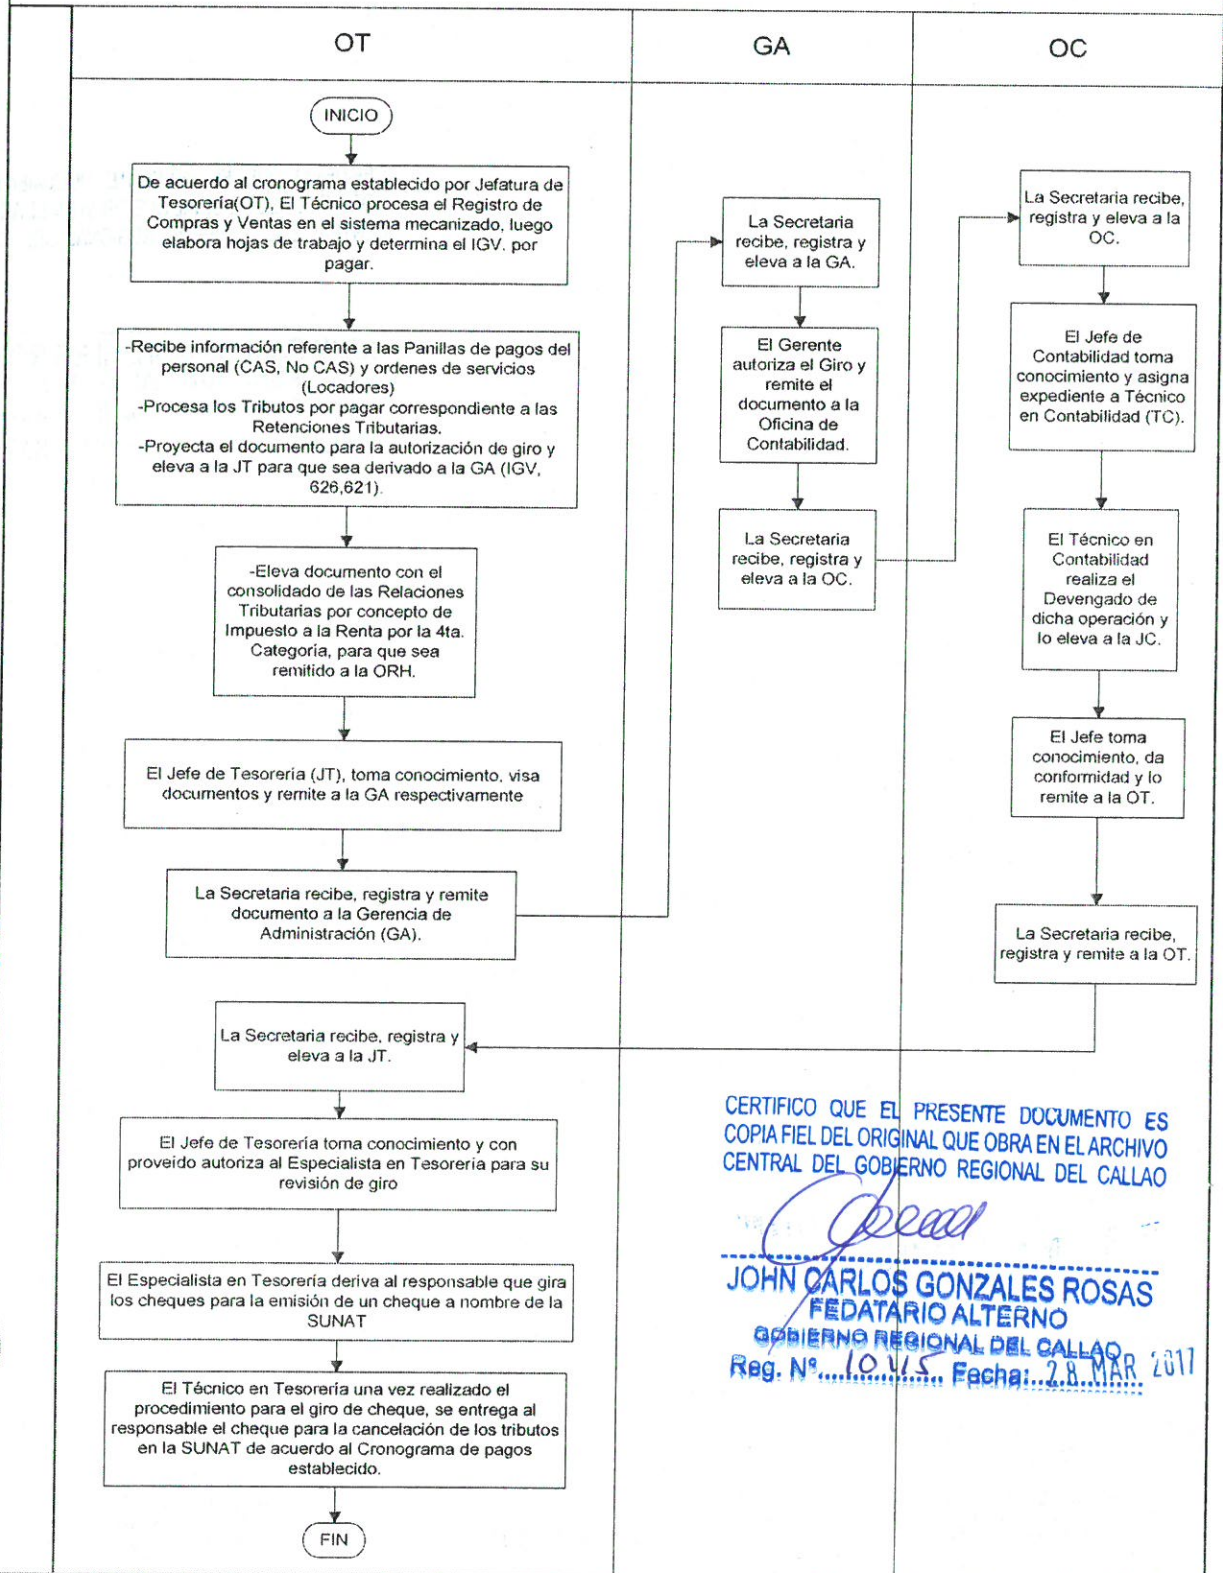 OT
GA
OC
INICIO
De acuerdo al cronograma establecido por Jefatura de
Tesorería(OT), El Técnico procesa el Registro de
Compras y Ventas en el sistema mecanizado, luego
elabora hojas de trabajo y determina el IGV. por
pagar.
-Recibe información referente a las Panillas de pagos del
personal (CAS, No CAS) y ordenes de servicios
(Locadores)
-Procesa los Tributos por pagar correspondiente a las
Retenciones Tributarias.
-Proyecta el documento para la autorización de giro y
eleva a la JT para que sea derivado a la GA (IGV,
626,621).
-Eleva documento con el
consolidado de las Relaciones
Tributarias por concepto de
Impuesto a la Renta por la 4ta.
Categoría, para que sea
remitido a la ORH.
El Jefe de Tesorería (JT), toma conocimiento, visa
documentos y remite a la GA respectivamente
La Secretaria recibe, registra y remite
documento a la Gerencia de
Administración (GA).
La Secretaria
recibe, registra y
eleva a la GA.
El Gerente
autoriza el Giro y
remite el
documento a la
Oficina de
Contabilidad.
La Secretaria
recibe, registra y
eleva a la OC.
La Secretaria recibe,
registra y eleva a la
OC.
El Jefe de
Contabilidad toma
conocimiento y asigna
expediente a Técnico
en Contabilidad (TC).
El Técnico en
Contabilidad
realiza el
Devengado de
dicha operación y
lo eleva a la JC.
El Jefe toma
conocimiento, da
conformidad y lo
remite a la OT.
La Secretaria recibe,
registra y remite a la OT.
La Secretaria recibe, registra y
eleva a la JT.
El Jefe de Tesorería toma conocimiento y con
proveido autoriza al Especialista en Tesorería para su
revisión de giro
El Especialista en Tesorería deriva al responsable que gira
los cheques para la emisión de un cheque a nombre de la
SUNAT
El Técnico en Tesorería una vez realizado el
procedimiento para el giro de cheque, se entrega al
responsable el cheque para la cancelación de los tributos
en la SUNAT de acuerdo al Cronograma de pagos
establecido.
FIN
CERTIFICO QUE EL PRESENTE DOCUMENTO ES
COPIA FIEL DEL ORIGINAL QUE OBRA EN EL ARCHIVO
CENTRAL DEL GOBIERNO REGIONAL DEL CALLAO
JOHN CARLOS GONZALES ROSAS
FEDATARIO ALTERNO
GOBIERNO REGIONAL DEL CALLAO
Reg. Nº 1045 Fecha: 28 MAR. 2017